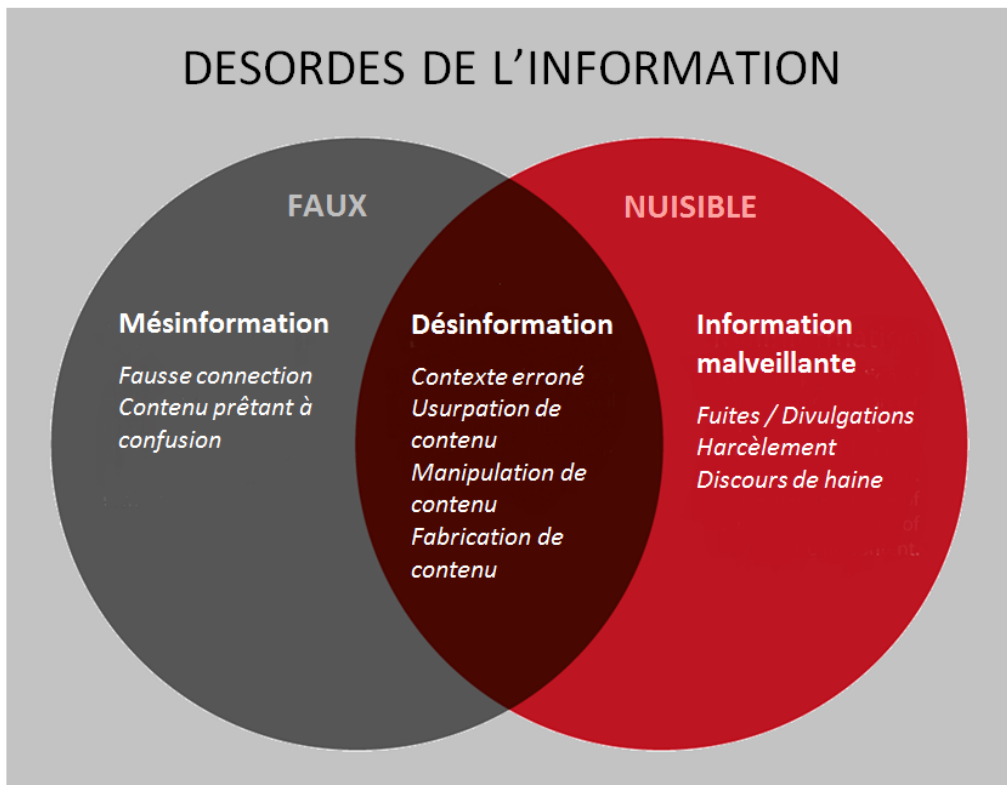 DESORDES DE L'INFORMATION
FAUX
Mésinformation
Fausse connection
Contenu prêtant à
confusion
Désinformation
Contexte erroné
Usurpation de
contenu
Manipulation de
contenu
Fabrication de
contenu
NUISIBLE
Information
malveillante
Fuites / Divulgations
Harcèlement
Discours de haine
of